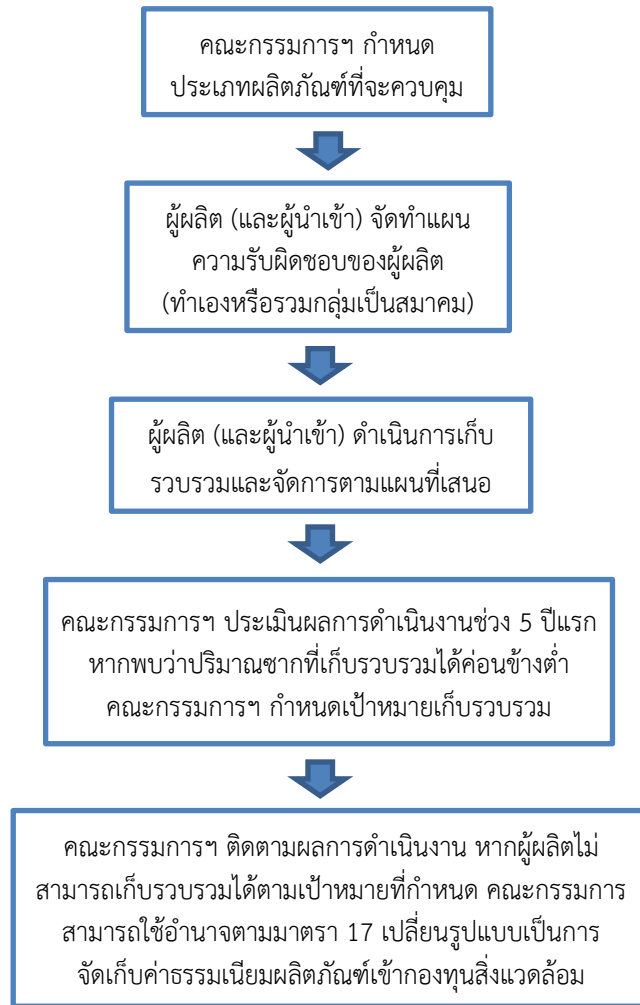 คณะกรรมการฯ กำหนด
ประเภทผลิตภัณฑ์ที่จะควบคุม
ผู้ผลิต (และผู้นำเข้า) จัดทำแผน
ความรับผิดชอบของผู้ผลิต
(ทำเองหรือรวมกลุ่มเป็นสมาคม)
ผู้ผลิต (และผู้นำเข้า) ดำเนินการเก็บ
รวบรวมและจัดการตามแผนที่เสนอ
คณะกรรมการฯ ประเมินผลการดำเนินงานช่วง 5 ปีแรก
หากพบว่าปริมาณซากที่เก็บรวบรวมได้ค่อนข้างต่ำ
คณะกรรมการฯ กำหนดเป้าหมายเก็บรวบรวม
คณะกรรมการฯ ติดตามผลการดำเนินงาน หากผู้ผลิตไม่
สามารถเก็บรวบรวมได้ตามเป้าหมายที่กำหนด คณะกรรมการ
สามารถใช้อำนาจตามมาตรา 17 เปลี่ยนรูปแบบเป็นการ
จัดเก็บค่าธรรมเนียมผลิตภัณฑ์เข้ากองทุนสิ่งแวดล้อม